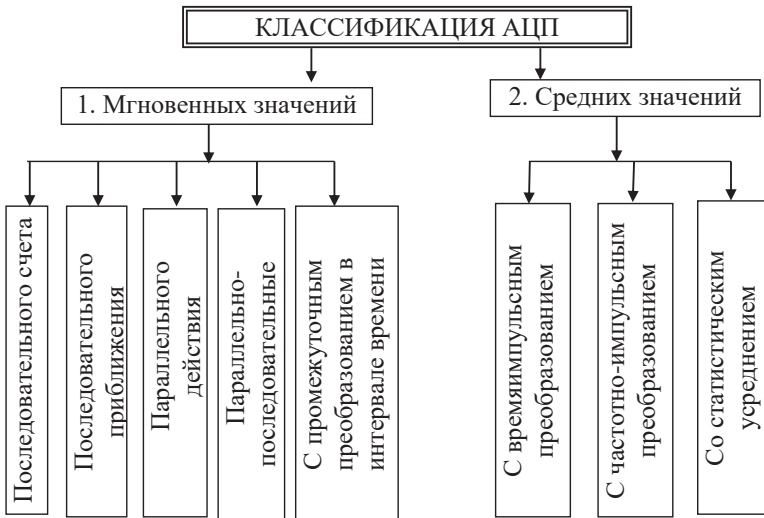 КЛАССИФИКАЦИЯ АЦП
1. Мгновенных значений
2. Средних значений
Последовательного счета
Последовательного
приближения
Параллельного
действия
Параллельно-
последовательные
С промежуточным
преобразованием в
интервале времени
С времяимпульсным
преобразованием
С частотно-импульсным
преобразованием
Со статистическим
усреднением